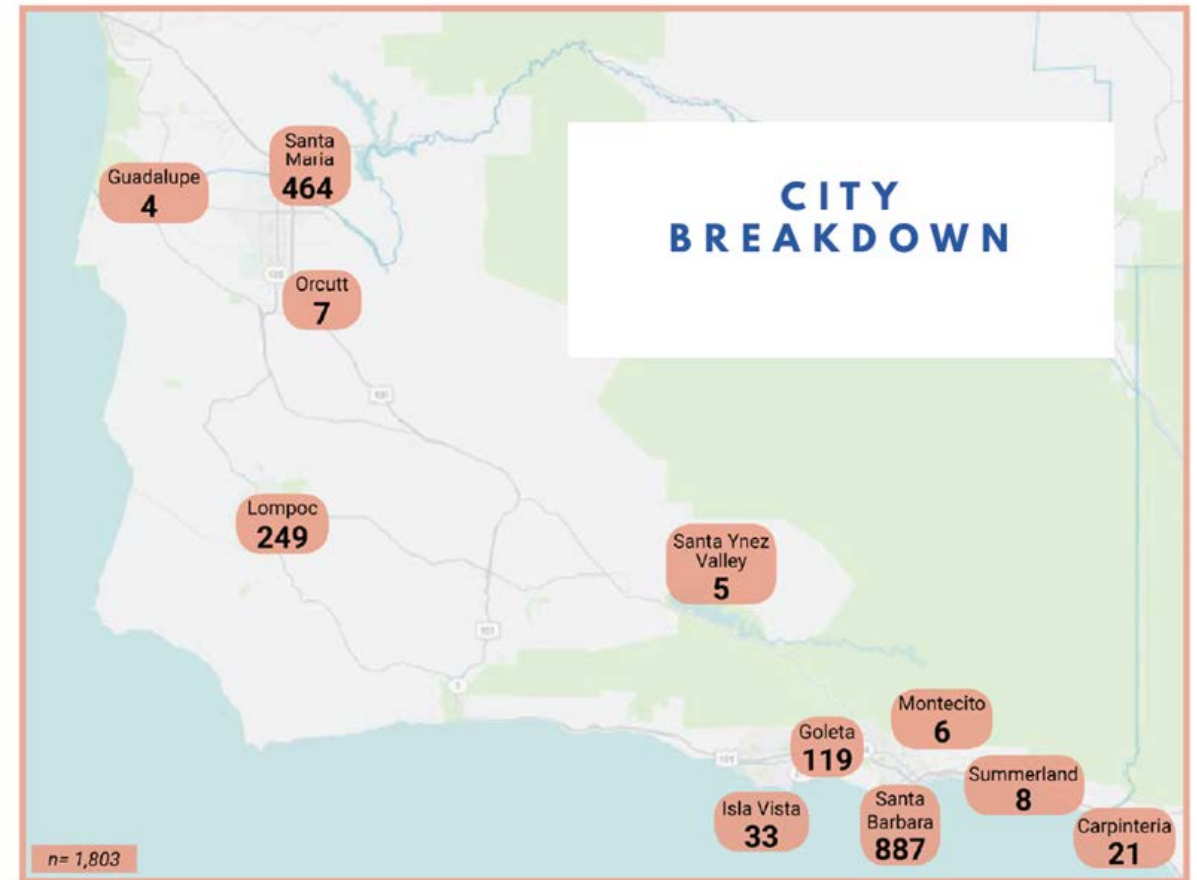 CITY
BREAKDOWN
Santa
Maria
464
Guadalupe
4
Orcutt
7
Lompoc
249
Santa Ynez
Valley
5
Montecito
6
Goleta
119
Summerland
8
Isla Vista
33
Santa
Barbara
887
Carpinteria
21
n= 1,803